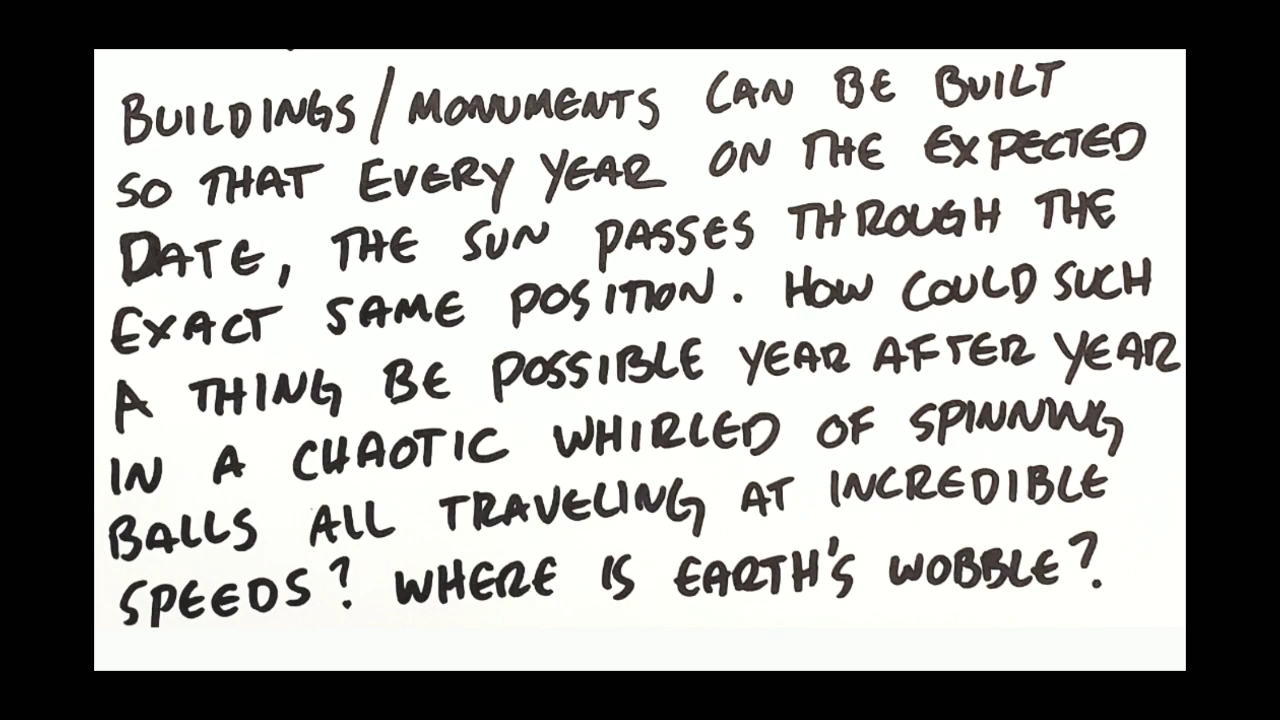 BUILDINGS/MONUMENTS CAN BE BUILT
SO THAT EVERY YEAR ON THE EXPECTED
DATE, THE SUN PASSES THROUGH THE
EXACT SAME POSITION. HOW COULD SUCH
A THING BE POSSIBLE YEAR AFTER YEAR
IN A CHAOTIC WHIRLED OF SPINNING
BALLS ALL TRAVELING AT INCREDIBLE
SPEEDS? WHERE IS EARTH'S WOBBLE?